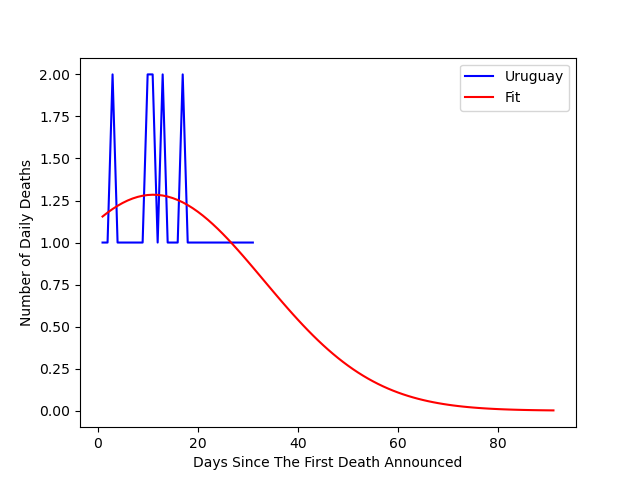 Uruguay
Fit
2.00
1.75
1.50
1.25
1.00
0.75
0.50
0.25
0.00
Number of Daily Deaths
0 20 40 60 80
Days Since The First Death Announced